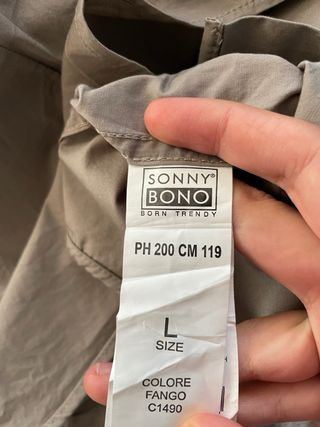 SONNY®
BONO
BORN TRENDY
PH 200 CM 119
L
SIZE
COLORE
FANGO
C1490